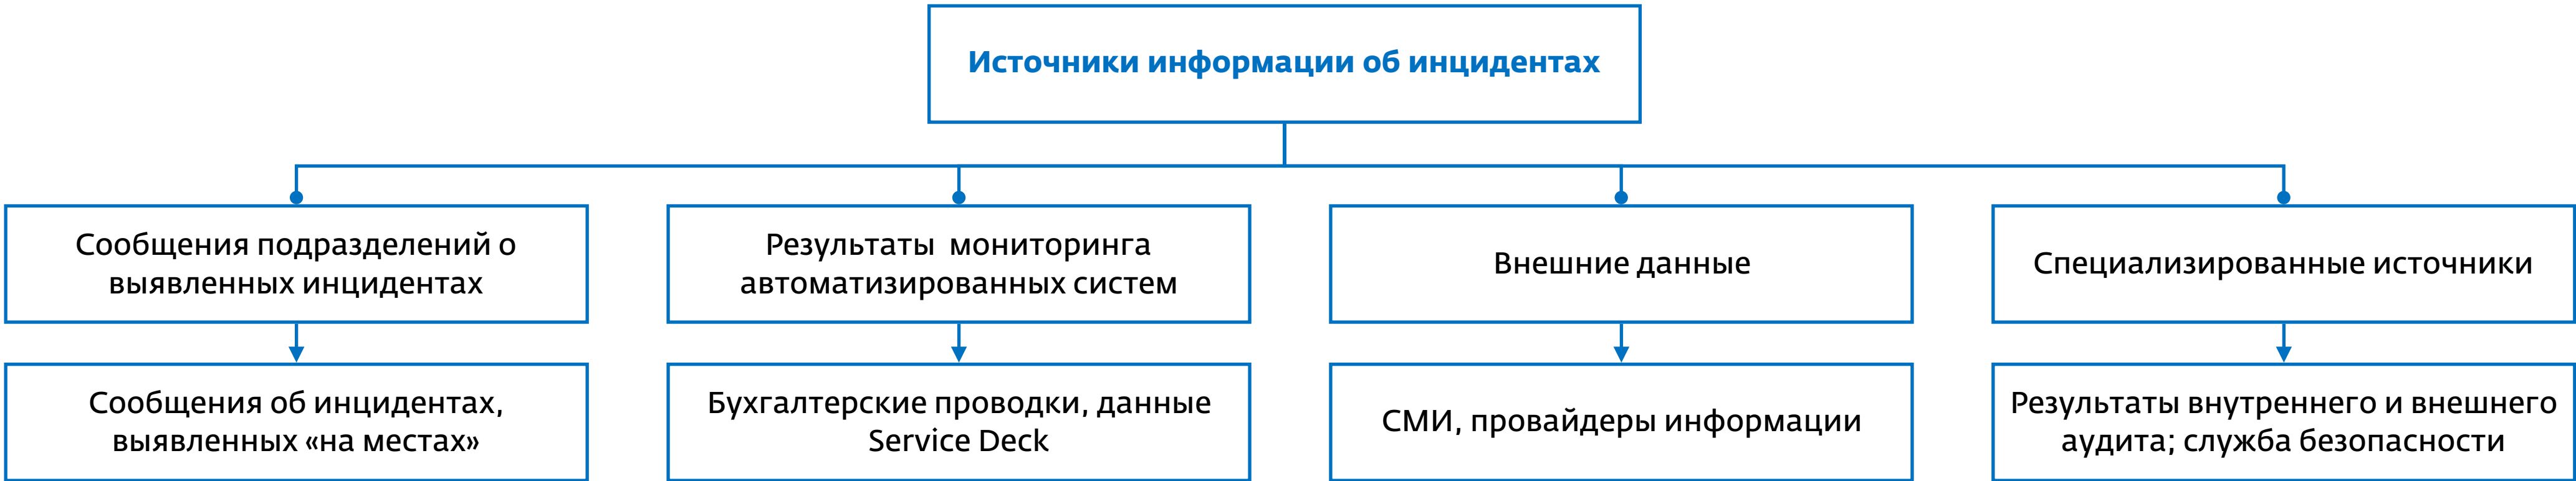 Источники информации об инцидентах
Сообщения подразделений о
выявленных инцидентах
Результаты мониторинга
автоматизированных систем
Внешние данные
Специализированные источники
Сообщения об инцидентах,
выявленных «на местах»
Бухгалтерские проводки, данные
Service Deck
СМИ, провайдеры информации
Результаты внутреннего и внешнего
аудита; служба безопасности